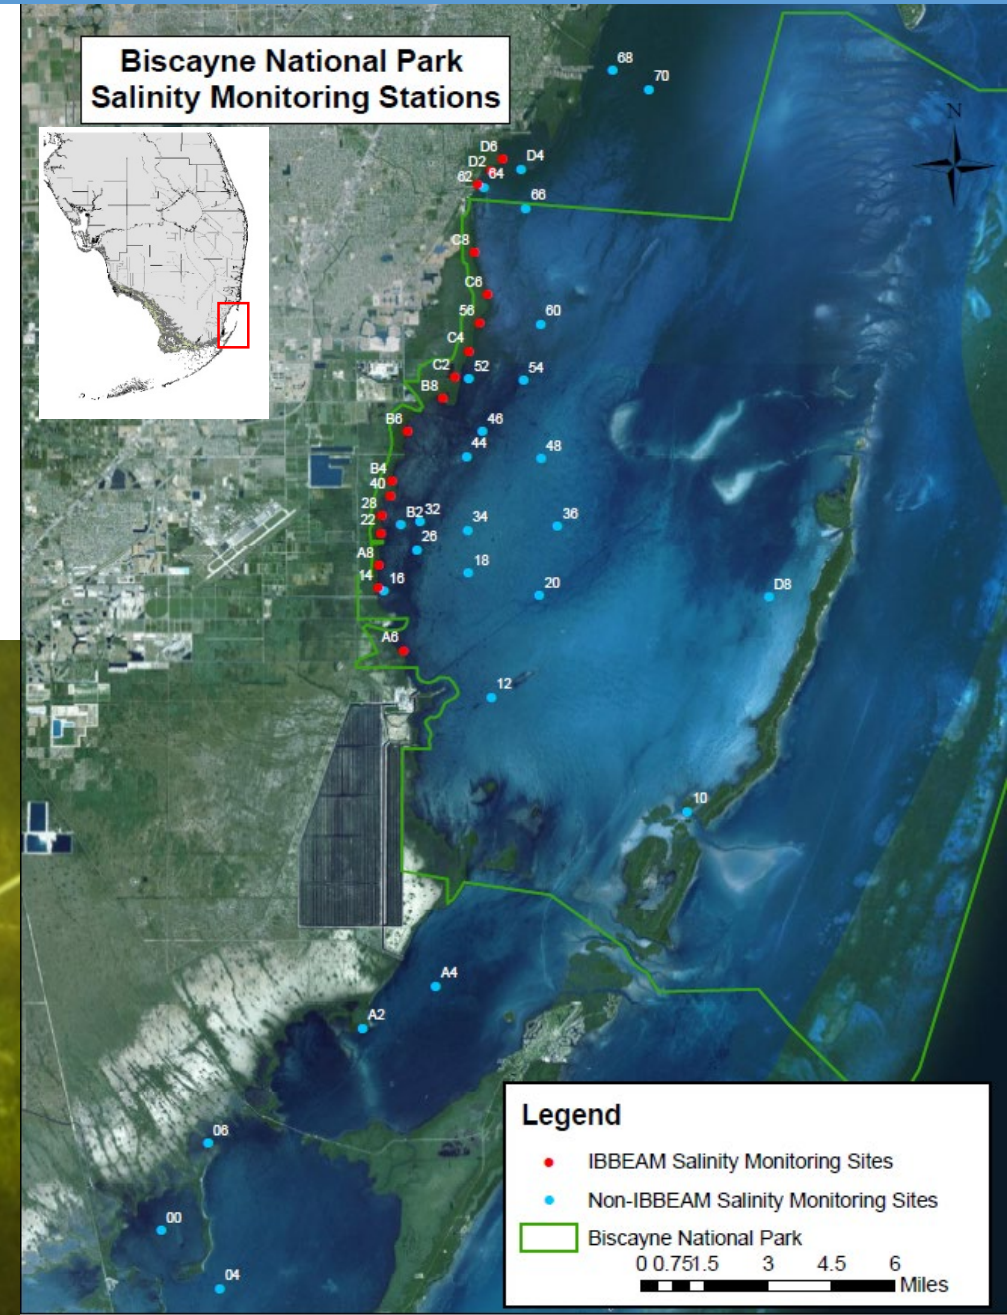 Biscayne National Park
Salinity Monitoring Stations
68
70
N
D6
D2
D4
62
64
66
C8
C6
56
60
C4
C2
52
54
B8
B6
46
44
48
B4
40
28
B2
32
22
34
36
26
A8
18
14
16
20
D8
A6
12
10
A4
A2
06
00
04
Legend
IBBEAM Salinity Monitoring Sites
Non-IBBEAM Salinity Monitoring Sites
Biscayne National Park
0 0.75 1.5 3 4.5 6
Miles